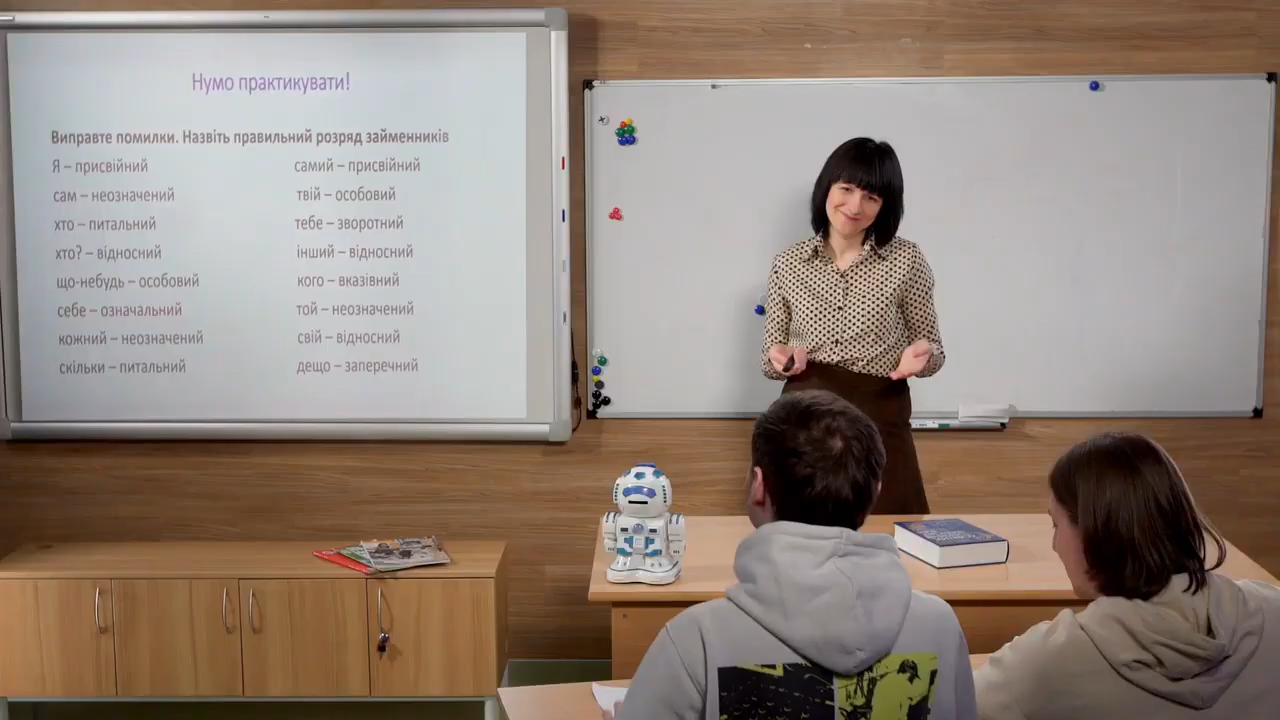 Нумо практикувати!
Виправте помилки. Назвіть правильний розряд займенників
Я – присвійний
сам – неозначений
хто – питальний
хто? – відносний
що-небудь – особовий
себе – означальний
кожний – неозначений
скільки – питальний
самий – присвійний
твій – особовий
тебе – зворотний
інший – відносний
кого – вказівний
той – неозначений
свій – відносний
дещо – заперечний